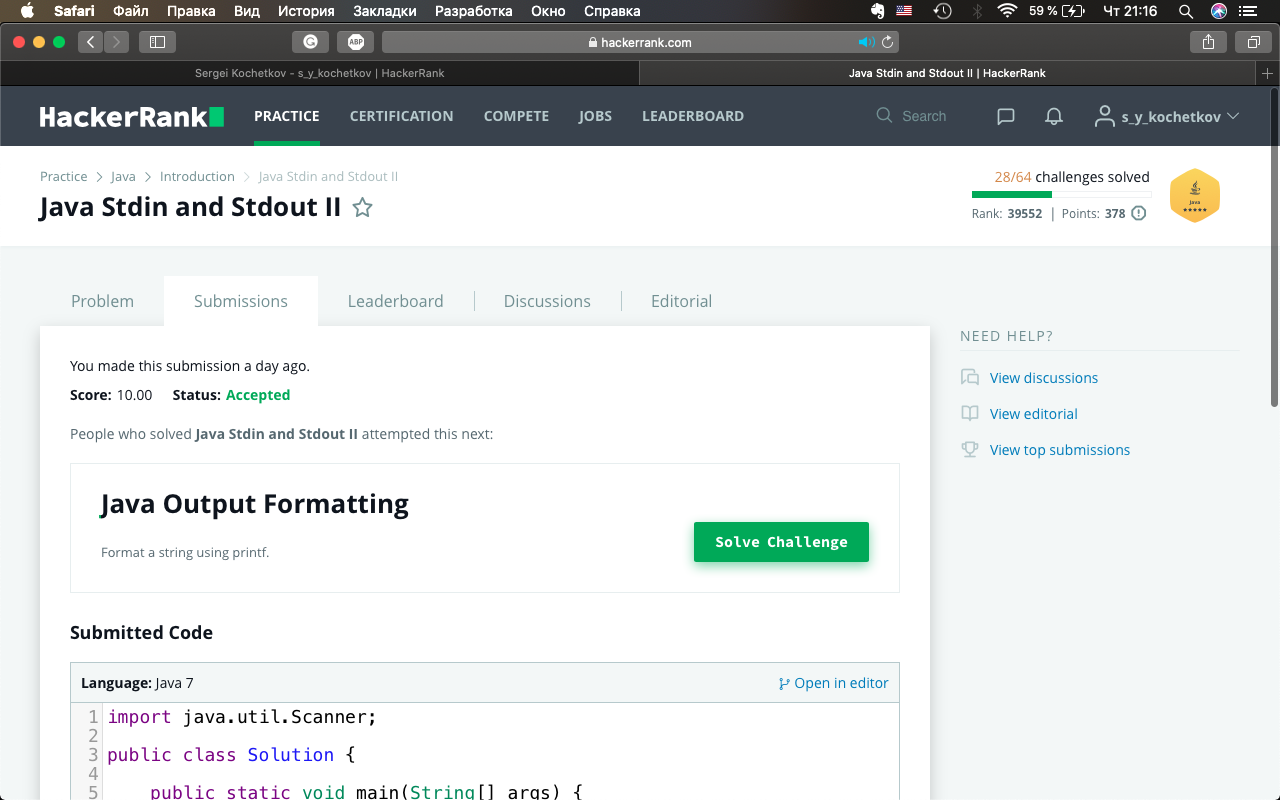 Safari Файл Правка Вид История Закладки Разработка Окно Справка 59 % Чт 21:16
ABP hackerrank.com
Sergei Kochetkov - s_y_kochetkov | HackerRank Java Stdin and Stdout II | HackerRank
HackerRank PRACTICE CERTIFICATION COMPETE JOBS LEADERBOARD Search s_y_kochetkov
Practice > Java > Introduction > Java Stdin and Stdout II
Java Stdin and Stdout II
28/64 challenges solved
Rank: 39552 | Points: 378
Java
Problem Submissions Leaderboard Discussions Editorial
You made this submission a day ago.
Score: 10.00 Status: Accepted
People who solved Java Stdin and Stdout II attempted this next:
Java Output Formatting
Format a string using printf.
Solve Challenge
NEED HELP?
View discussions
View editorial
View top submissions
Submitted Code
Language: Java 7 Open in editor
1 import java.util.Scanner;
2
3 public class Solution {
4
5 public static void main(String[] args) {